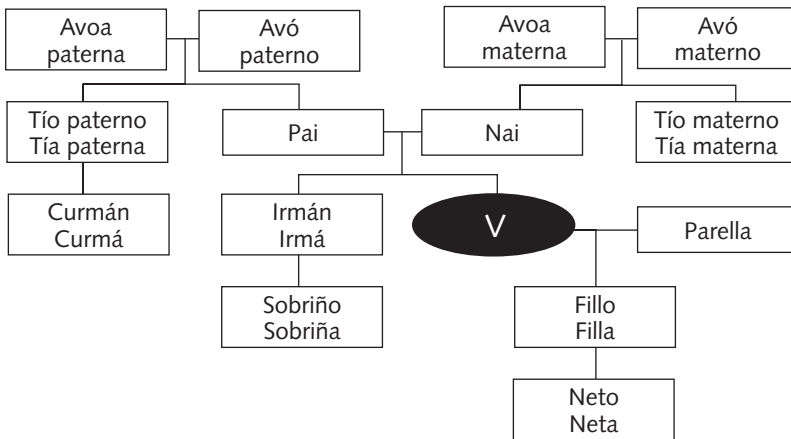 Avoa
paterna
Avó
paterno
Avoa
materna
Avó
materno
Tío paterno
Tía paterna
Pai
Nai
Tío materno
Tía materna
Curmán
Curmá
Irmán
Irmá
V
Parella
Sobriño
Sobriña
Fillo
Filla
Neto
Neta